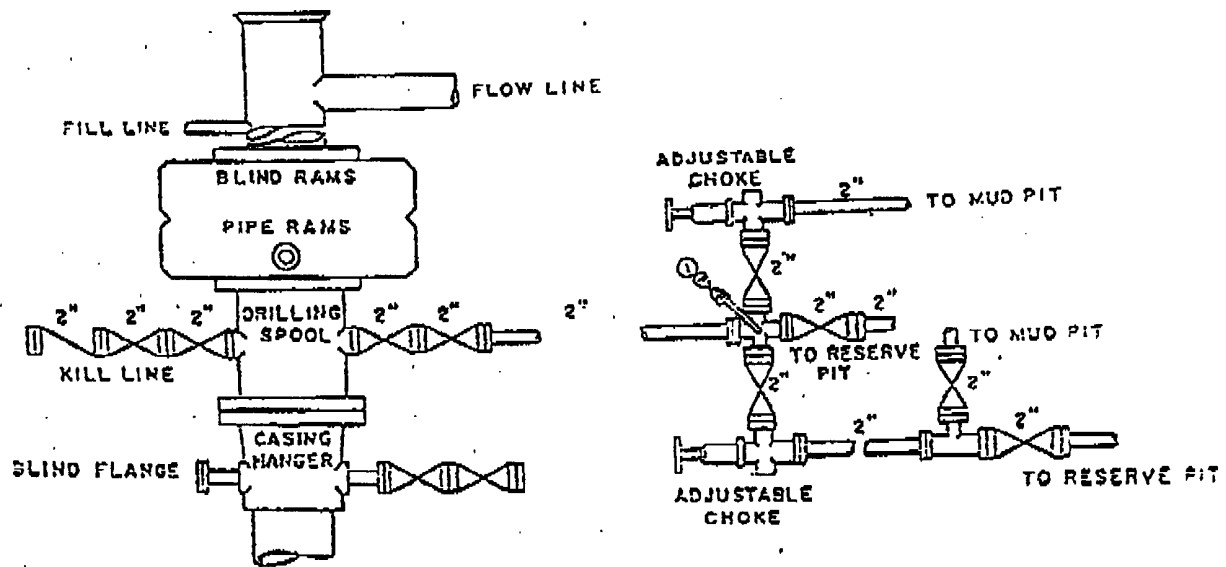 FLOW LINE
FILL LINE
BLIND RAMS
PIPE RAMS
2" 2" 2" DRILLING SPOOL 2" 2" 2"
KILL LINE
CASING
HANGER
BLIND FLANGE
ADJUSTABLE
CHOKE
2"
TO MUD PIT
2"
2" 2"
TO RESERVE
PIT
2"
TO MUD PIT
2"
2" 2"
TO RESERVE PIT
ADJUSTABLE
CHOKE